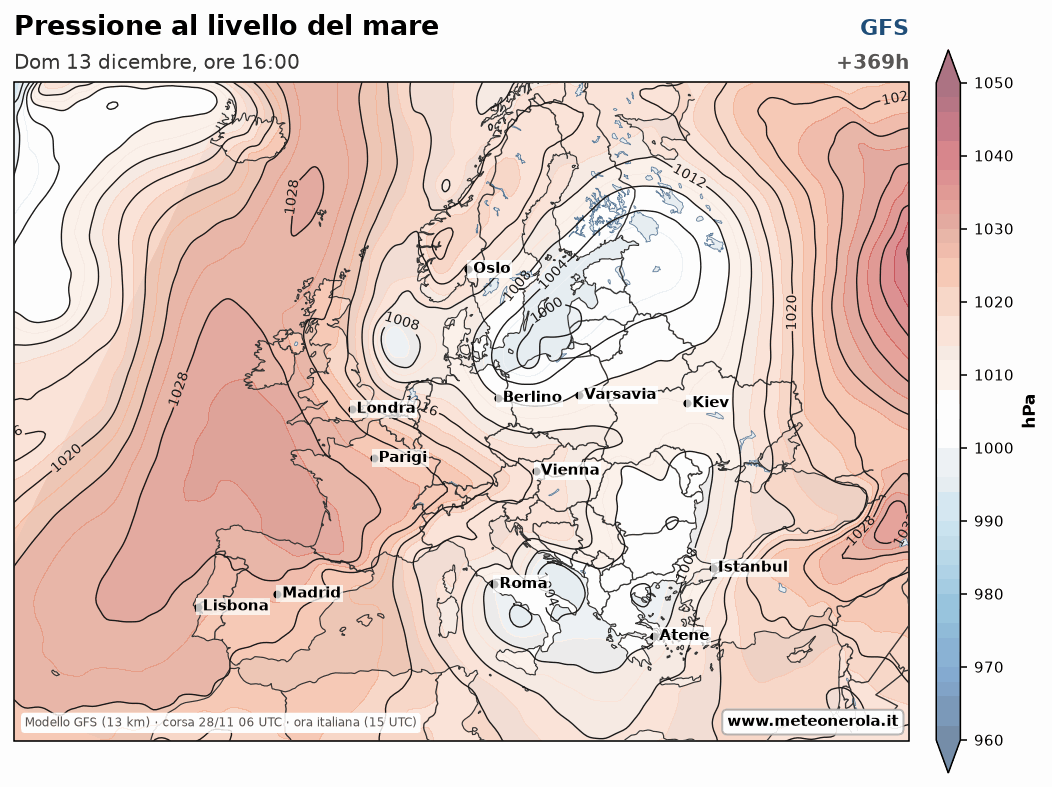 Pressione al livello del mare
GFS
Dom 13 dicembre, ore 16:00
+369h
1050
1040
1030
1020
1010
1000
990
980
970
960
hPa
102
1028
1012
Oslo
1008
1004
1000
1008
1020
1028
Berlino
Varsavia
Kiev
Londra
16
6
1020
Parigi
Vienna
1028
Istanbul
1008
Roma
Madrid
Lisbona
Atene
Modello GFS (13 km) · corsa 28/11 06 UTC · ora italiana (15 UTC)
www.meteonerola.it